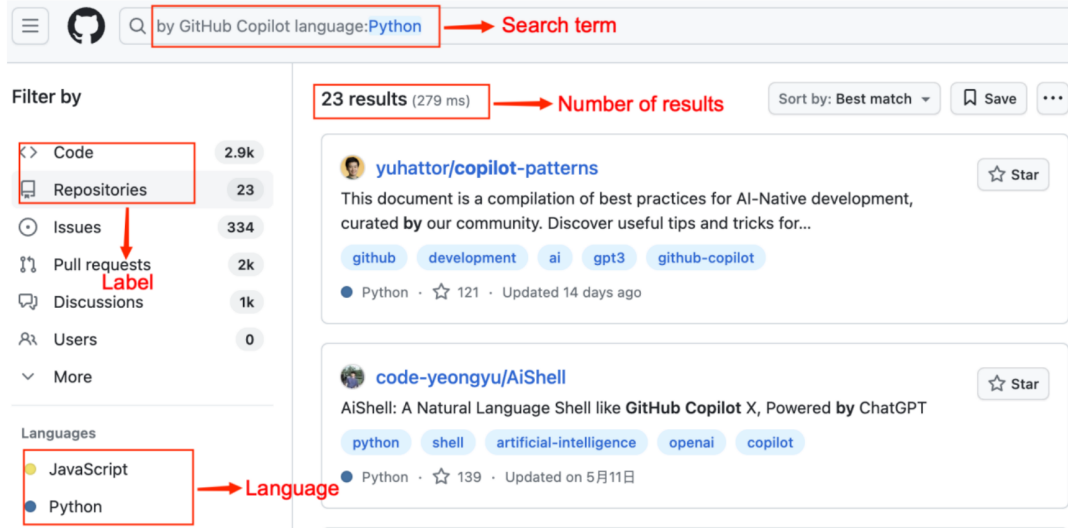 by GitHub Copilot language:Python
Search term
Filter by
Code 2.9k
Repositories 23
Issues 334
Pull requests 2k
Label
Discussions 1k
Users 0
More
Languages
JavaScript
Python
Language
23 results (279 ms)
Number of results
Sort by: Best match
Save
yuhattor/copilot-patterns
Star
This document is a compilation of best practices for AI-Native development,
curated by our community. Discover useful tips and tricks for...
github development ai gpt3 github-copilot
Python · 121 · Updated 14 days ago
code-yeongyu/AiShell
Star
AiShell: A Natural Language Shell like GitHub Copilot X, Powered by ChatGPT
python shell artificial-intelligence openai copilot
Python · 139 · Updated on 5月11日